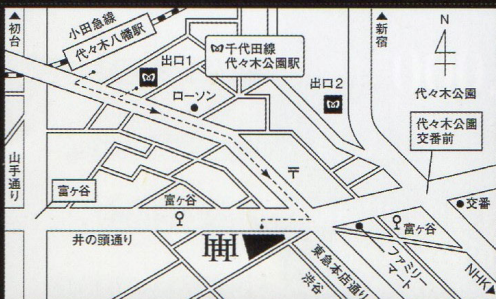 ▲初台
小田急線
代々木八幡駅
千代田線
代々木公園駅
出口1
ローソン
出口2
▲新宿
N
代々木公園
代々木公園
交番前
山手通り
富ヶ谷
富ヶ谷
〒
井の頭通り
東急本店通り
渋谷
ファミリー
マート
富ヶ谷
交番
NHK▲